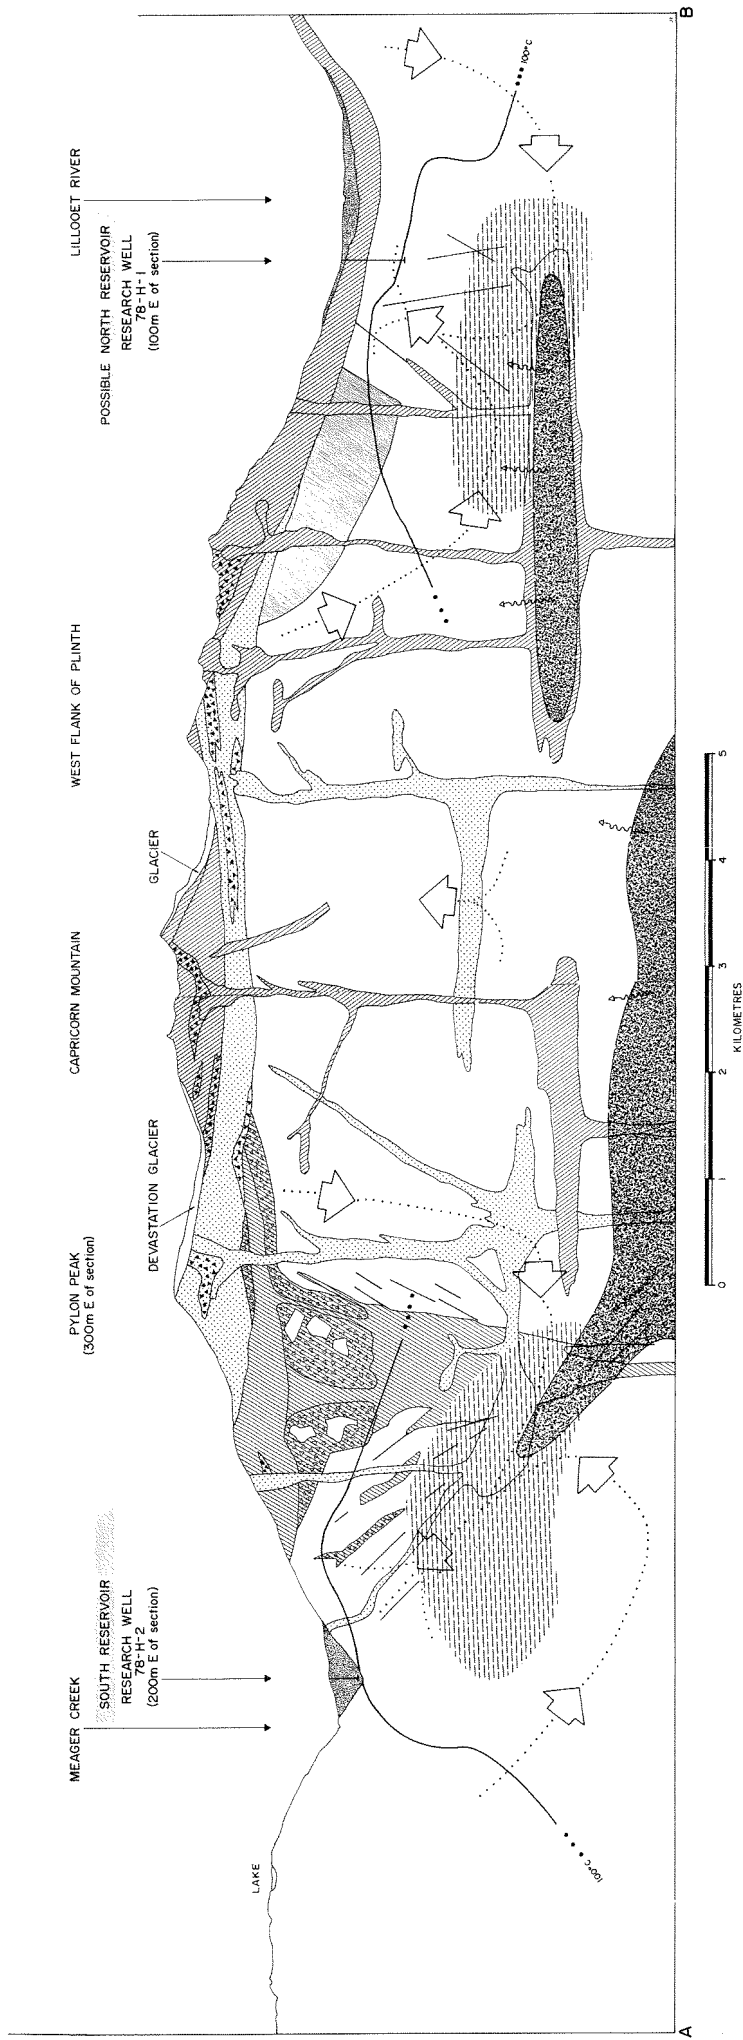 A
LAKE
MEAGER CREEK
SOUTH RESERVOIR
RESEARCH WELL
78-H-2
(200m E of section)
PYLON PEAK
(300m E of section)
DEVASTATION GLACIER
CAPRICORN MOUNTAIN
GLACIER
WEST FLANK OF PLINTH
POSSIBLE NORTH RESERVOIR
RESEARCH WELL
78-H-1
(100m E of section)
LILLOOET RIVER
B
100°C
100°C
0 1 2 3 4 5
KILOMETRES